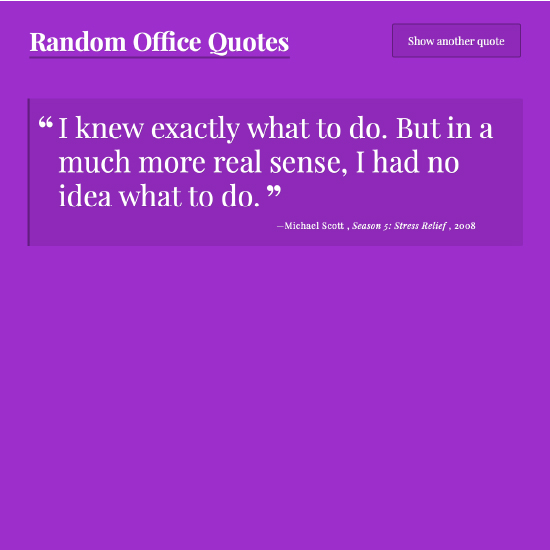 Random Office Quotes
Show another quote
“ I knew exactly what to do. But in a
much more real sense, I had no
idea what to do. ”
—Michael Scott , Season 5: Stress Relief , 2008